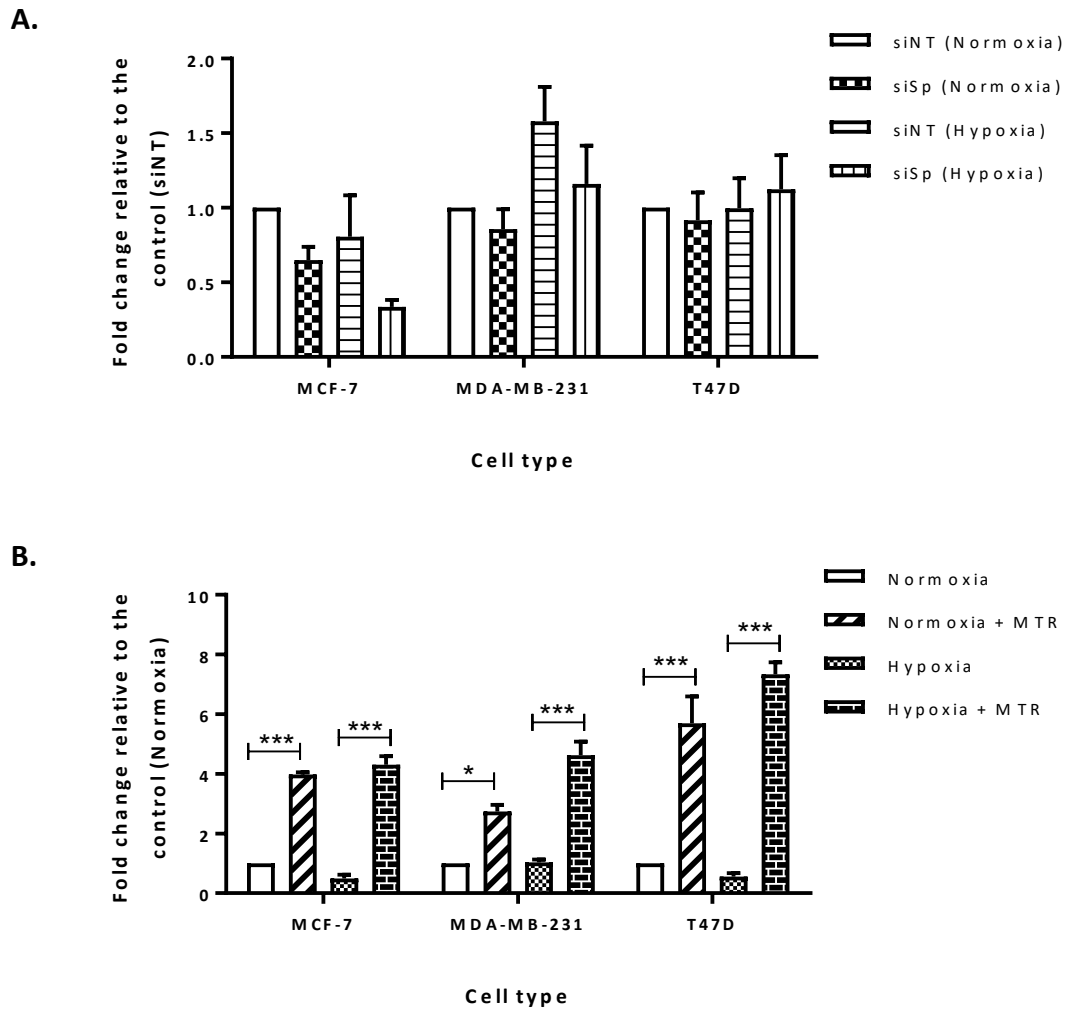 A.
siNT (Normoxia)
siSp (Normoxia)
siNT (Hypoxia)
siSp (Hypoxia)
Fold change relative to the
control (siNT)
2.0
1.5
1.0
0.5
0.0
MCF-7 MDA-MB-231 T47D
Cell type
B.
Normoxia
Normoxia + MTR
Hypoxia
Hypoxia + MTR
Fold change relative to the
control (Normoxia)
10
8
6
4
2
0
*** *** * *** *** ***
MCF-7 MDA-MB-231 T47D
Cell type